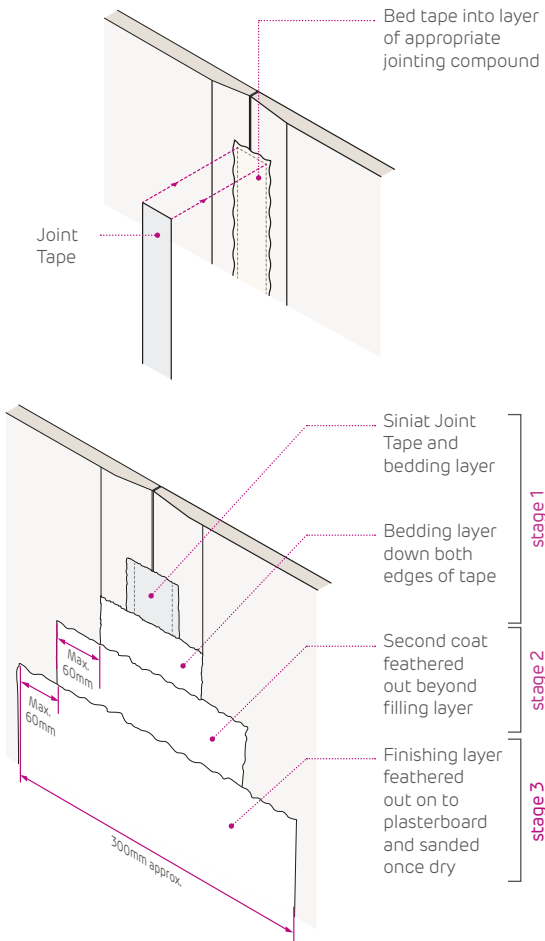 Bed tape into layer
of appropriate
jointing compound
Joint
Tape
Siniat Joint
Tape and
bedding layer
stage 1
Bedding layer
down both
edges of tape
Second coat
feathered
out beyond
filling layer
stage 2
Max.
60mm
Max.
60mm
Finishing layer
feathered
out on to
plasterboard
and sanded
once dry
stage 3
300mm approx.